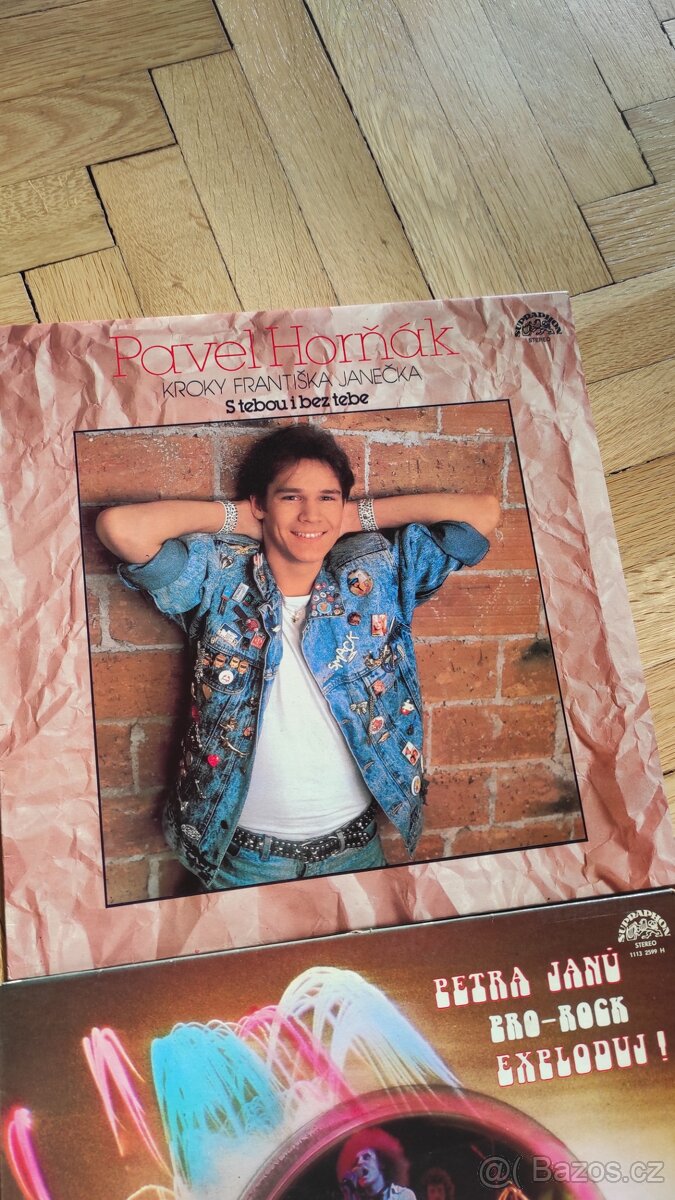 Pavel Horňák
KROKY FRANTIŠKA JANEČKA
S tebou i bez tebe
SUPRAPHON
STEREO
SMACK
SUPRAPHON
STEREO
1113 2599 H
PETRA JANŮ
PRO-ROCK
EXPLODUJ!
@( Bazos.cz